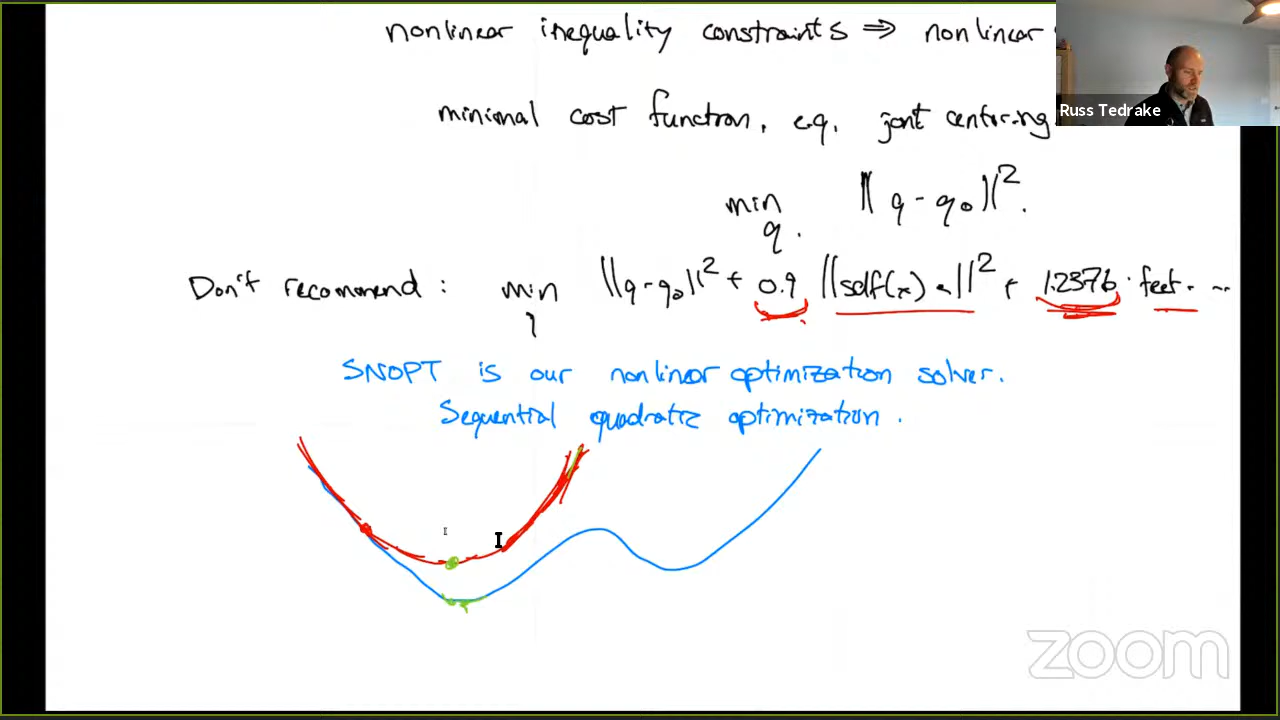 nonlinear inequality constraints ⇒ nonlinear
Russ Tedrake
minimal cost function, e.g. joint centering
min ||q - q₀||².
q.
Don't recommend : min ||q - q₀||² + 0.9 || ||² + 1.2376 · feet. ...
SNOPT is our nonlinear optimization solver.
Sequential quadratic optimization.
zoom